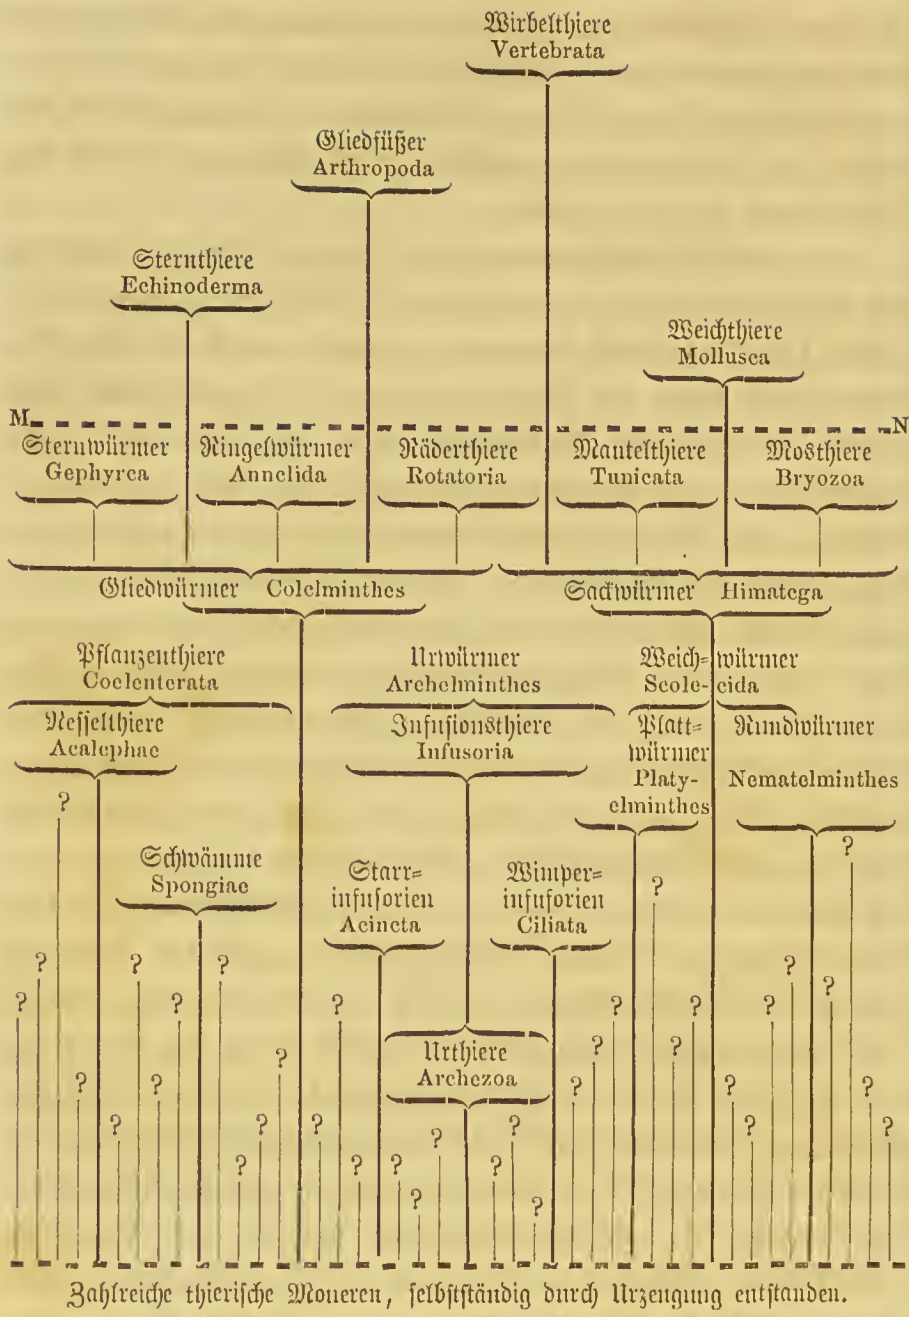 Wirbelthiere
Vertebrata
Gliedfüßer
Arthropoda
Sternthiere
Echinoderma
Weichthiere
Mollusca
M N
Sternwürmer Ringelwürmer Räderthiere Mantelthiere Mosthiere
Gephyrea Annelida Rotatoria Tunicata Bryozoa
Gliedwürmer Colelminthes Sackwürmer Himatega
Pflanzenthiere Urwürmer Weich=würmer
Coelenterata Archelminthes Scole-cida
Nesselthiere Infusionsthiere Platt= Rundwürmer
Acalephae Infusoria würmer
Platy- Nematelminthes
elminthes
?
Schwämme Starr= Wimper= ?
Spongiae infusorien infusorien ?
Acineta Ciliata
? ? ? ? ?
? ? ? ? ? ? ?
Urthiere
Archezoa
? ? ? ? ? ?
? ? ? ? ? ? ? ?
? ? ? ?
? ?
Zahlreiche thierische Moneren, selbstständig durch Urzeugung entstanden.